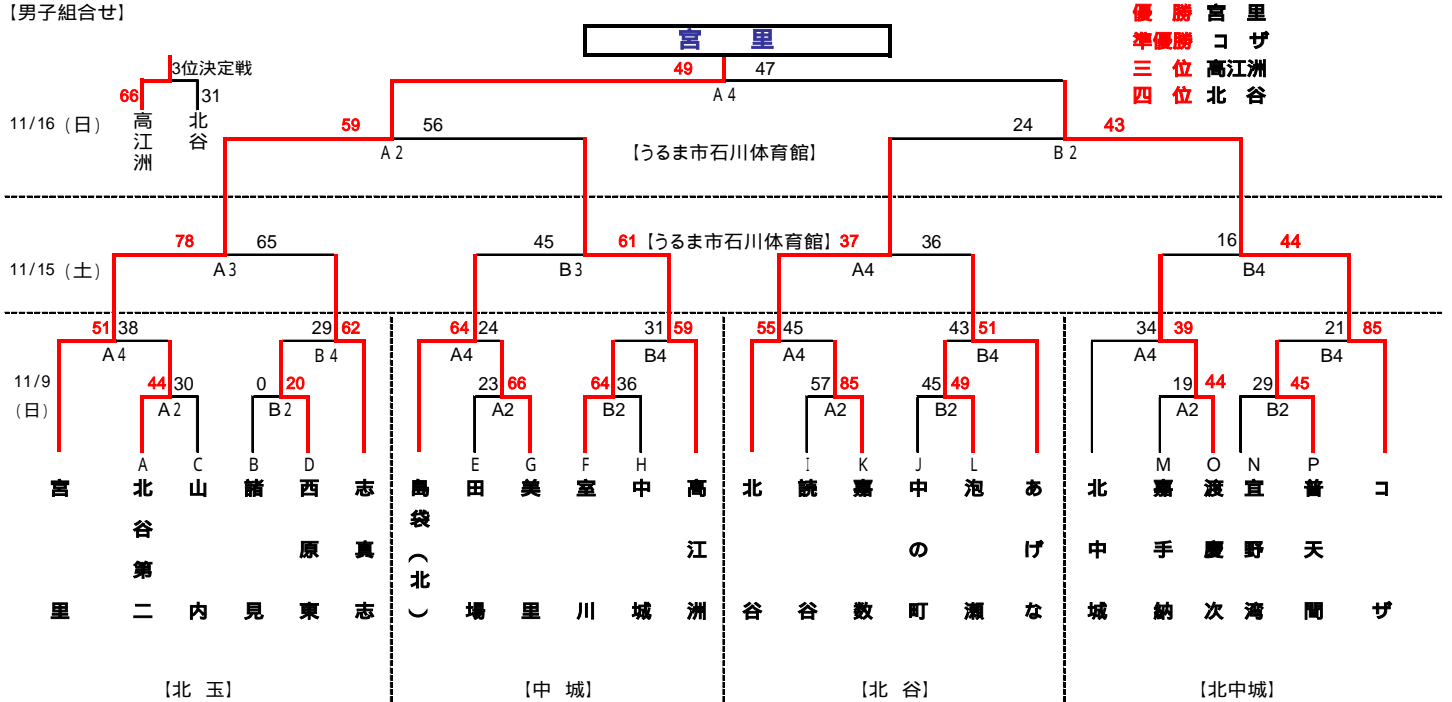 【男子組合せ】
優 勝 宮 里
準優勝 コ ザ
三 位 高江洲
四 位 北 谷
宮 里
3位決定戦
66 31
高江洲 北谷
49 47
A4
11/16 (日)
59 56
A2
【うるま市石川体育館】
24 43
B2
11/15 (土)
78 65
A3
45 61
B3
【うるま市石川体育館】
37 36
A4
16 44
B4
11/9
(日)
51 38
A4
29 62
B4
64 24
A4
31 59
B4
55 45
A4
43 51
B4
34 39
A4
21 85
B4
44 30
A2
0 20
B2
23 66
A2
64 36
B2
57 85
A2
45 49
B2
19 44
A2
29 45
B2
A C B D E G F H I K J L M O N P
宮里
北谷第二
山内
諸見
西原東
志真志
島袋(北)
田場
美里
室川
中城
高江洲
北谷
読谷
嘉数
中の町
泡瀬
あげな
北中城
嘉手納
渡慶次
宜野湾
普天間
コザ
【北 玉】
【中 城】
【北 谷】
【北中城】